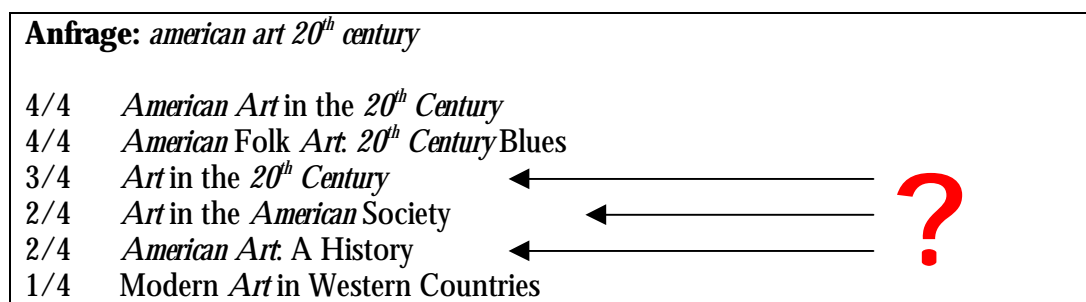 Anfrage: american art 20th century
4/4 American Art in the 20th Century
4/4 American Folk Art: 20th Century Blues
3/4 Art in the 20th Century
2/4 Art in the American Society
2/4 American Art: A History
1/4 Modern Art in Western Countries
?